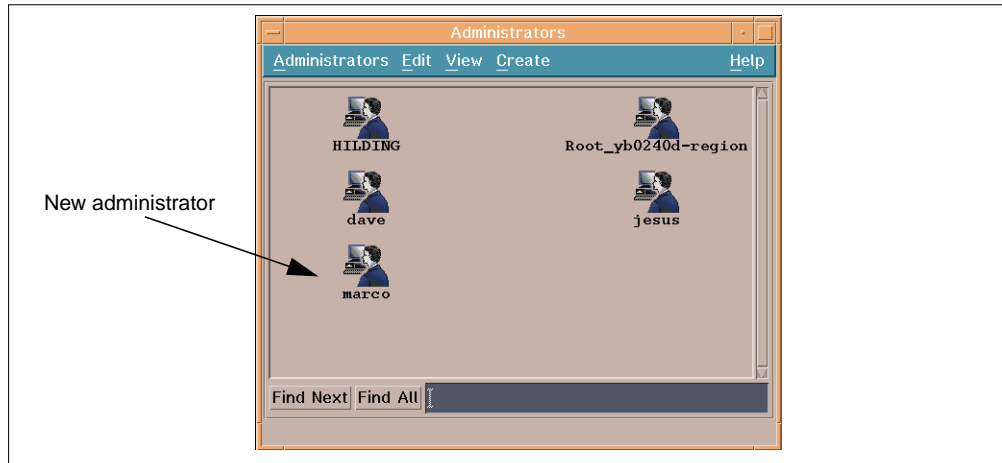 Administrators
Administrators Edit View Create Help
HILDING Root_yb0240d-region
dave jesus
New administrator
marco
Find Next Find All